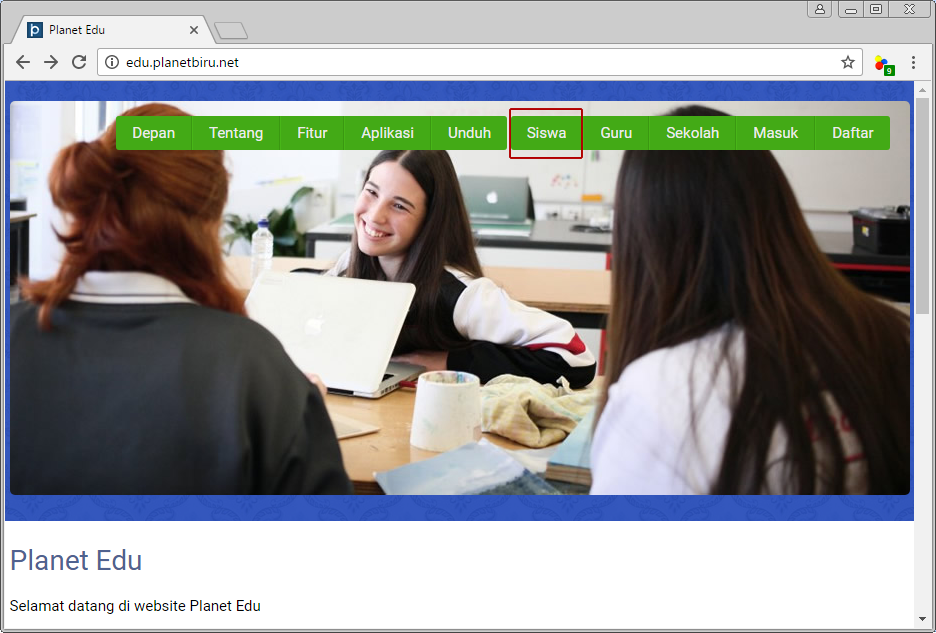 Planet Edu
edu.planetbiru.net
9
Depan Tentang Fitur Aplikasi Unduh Siswa Guru Sekolah Masuk Daftar
Planet Edu
Selamat datang di website Planet Edu